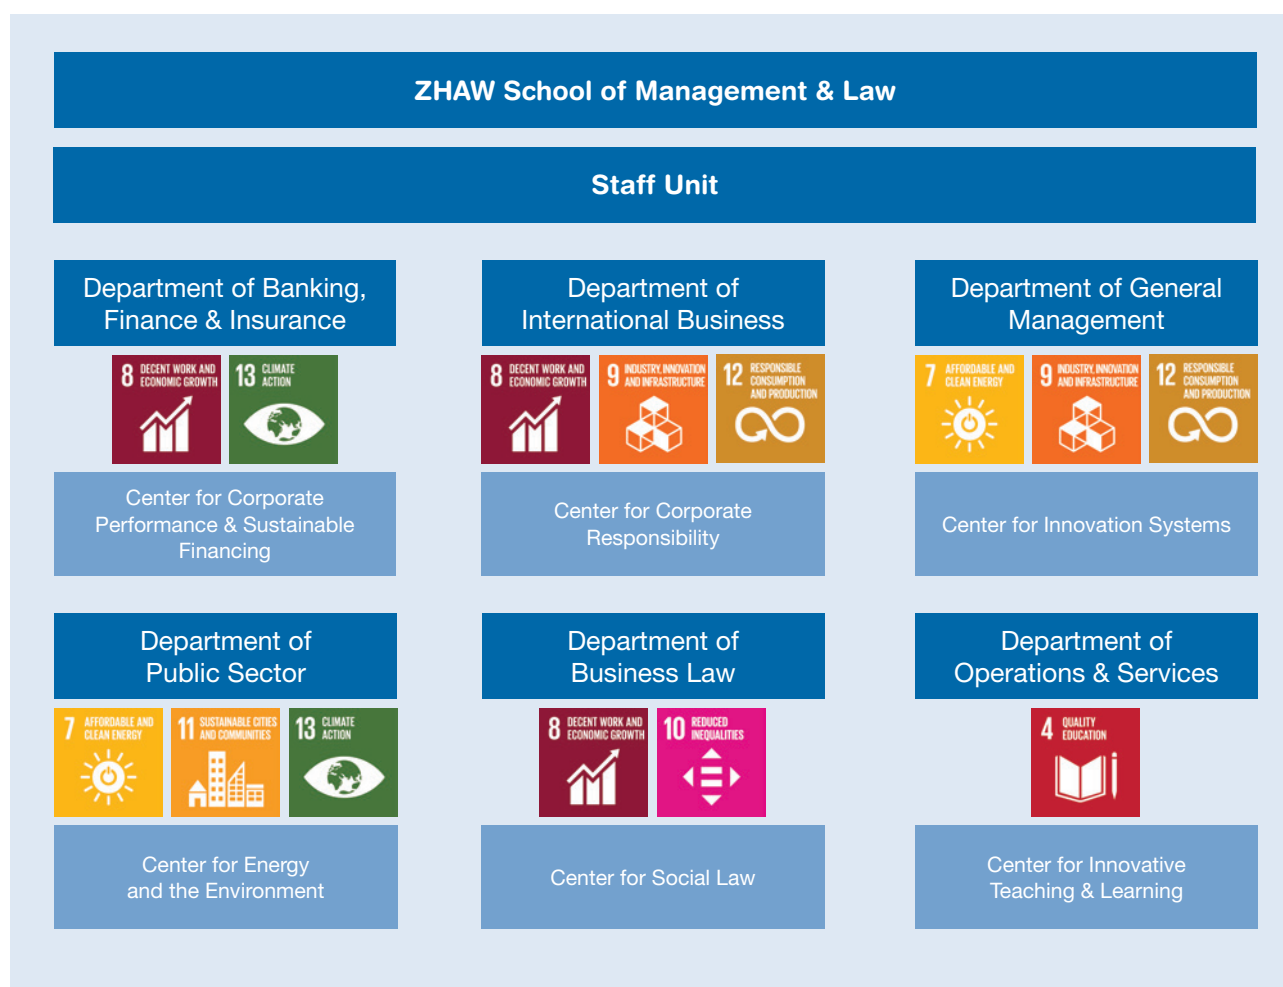 ZHAW School of Management & Law
Staff Unit
Department of Banking,
Finance & Insurance
8 DECENT WORK AND
ECONOMIC GROWTH
13 CLIMATE
ACTION
Center for Corporate
Performance & Sustainable
Financing
Department of
International Business
8 DECENT WORK AND
ECONOMIC GROWTH
9 INDUSTRY, INNOVATION
AND INFRASTRUCTURE
12 RESPONSIBLE
CONSUMPTION
AND PRODUCTION
Center for Corporate
Responsibility
Department of General
Management
7 AFFORDABLE AND
CLEAN ENERGY
9 INDUSTRY, INNOVATION
AND INFRASTRUCTURE
12 RESPONSIBLE
CONSUMPTION
AND PRODUCTION
Center for Innovation Systems
Department of
Public Sector
7 AFFORDABLE AND
CLEAN ENERGY
11 SUSTAINABLE CITIES
AND COMMUNITIES
13 CLIMATE
ACTION
Center for Energy
and the Environment
Department of
Business Law
8 DECENT WORK AND
ECONOMIC GROWTH
10 REDUCED
INEQUALITIES
Center for Social Law
Department of
Operations & Services
4 QUALITY
EDUCATION
Center for Innovative
Teaching & Learning